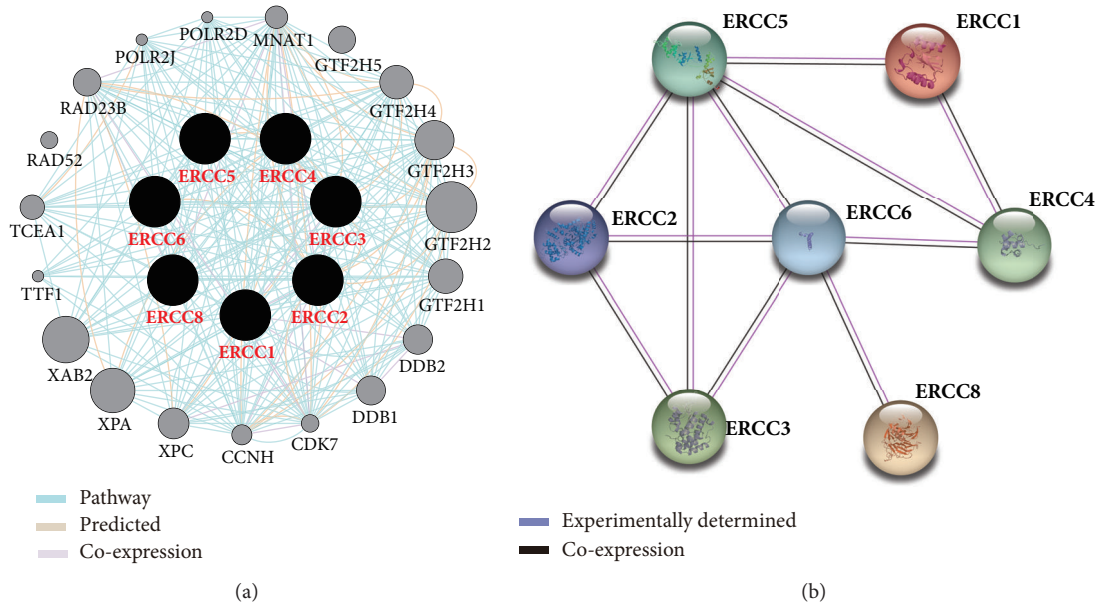 POLR2D
MNAT1
POLR2J
GTF2H5
RAD23B
GTF2H4
RAD52
GTF2H3
ERCC5
ERCC4
TCEA1
ERCC6
ERCC3
GTF2H2
TTF1
GTF2H1
ERCC8
ERCC2
XAB2
ERCC1
DDB2
XPA
DDB1
XPC
CCNH
CDK7
Pathway
Predicted
Co-expression
(a)
ERCC5
ERCC1
ERCC2
ERCC6
ERCC4
ERCC8
ERCC3
Experimentally determined
Co-expression
(b)